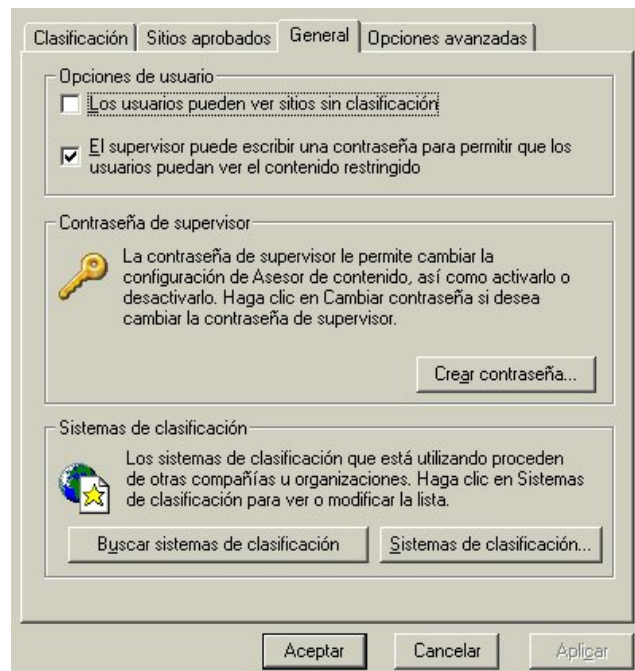 Clasificación Sitios aprobados General Opciones avanzadas
Opciones de usuario
Los usuarios pueden ver sitios sin clasificación
El supervisor puede escribir una contraseña para permitir que los
usuarios puedan ver el contenido restringido
Contraseña de supervisor
La contraseña de supervisor le permite cambiar la
configuración de Asesor de contenido, así como activarlo o
desactivarlo. Haga clic en Cambiar contraseña si desea
cambiar la contraseña de supervisor.
Crear contraseña...
Sistemas de clasificación
Los sistemas de clasificación que está utilizando proceden
de otras compañías u organizaciones. Haga clic en Sistemas
de clasificación para ver o modificar la lista.
Buscar sistemas de clasificación Sistemas de clasificación...
Aceptar Cancelar Aplicar